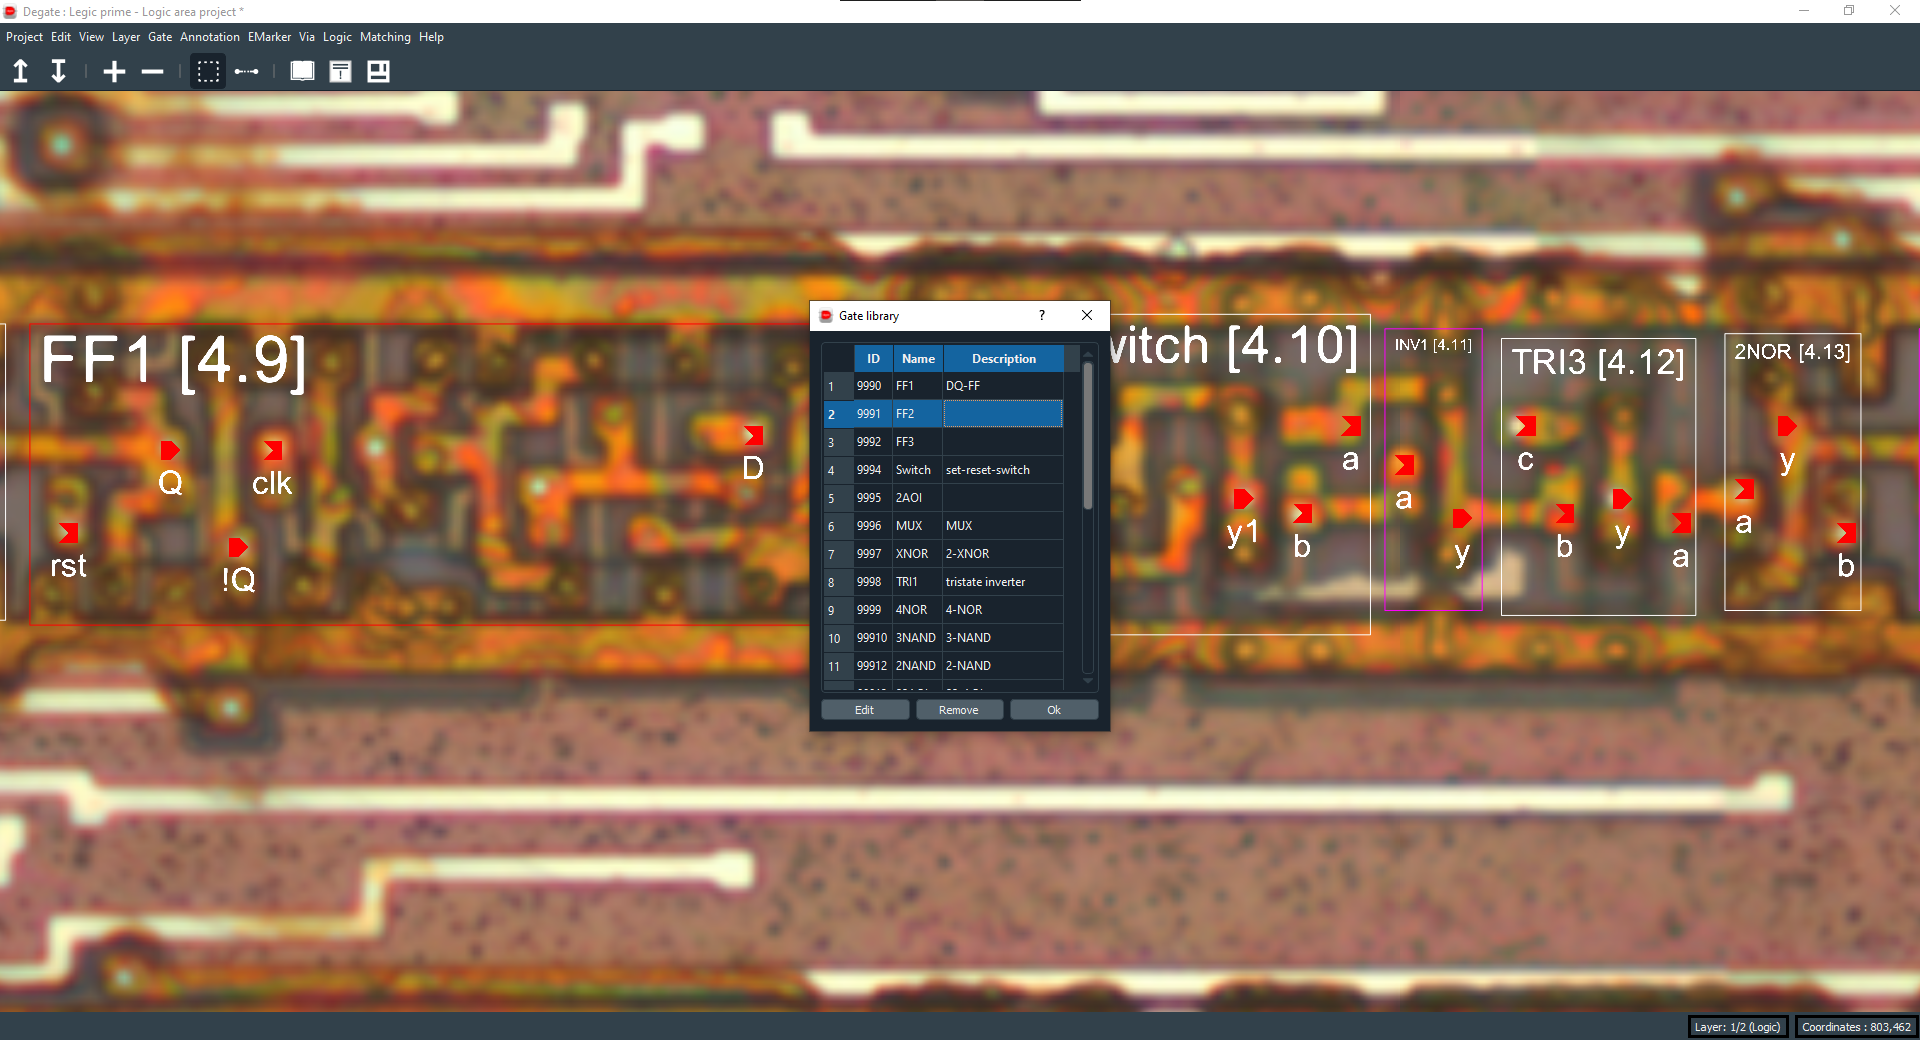 Degate : Legic prime - Logic area project *
Project Edit View Layer Gate Annotation EMarker Via Logic Matching Help
FF1 [4.9]
Q
clk
D
rst
!Q
Gate library
?
ID Name Description
1 9990 FF1 DQ-FF
2 9991 FF2
3 9992 FF3
4 9994 Switch set-reset-switch
5 9995 2AOI
6 9996 MUX MUX
7 9997 XNOR 2-XNOR
8 9998 TRI1 tristate inverter
9 9999 4NOR 4-NOR
10 99910 3NAND 3-NAND
11 99912 2NAND 2-NAND
Edit Remove Ok
witch [4.10]
a
y1
b
INV1 [4.11]
a
y
TRI3 [4.12]
c
b
y
a
2NOR [4.13]
y
a
b
Layer: 1/2 (Logic)
Coordinates : 803,462